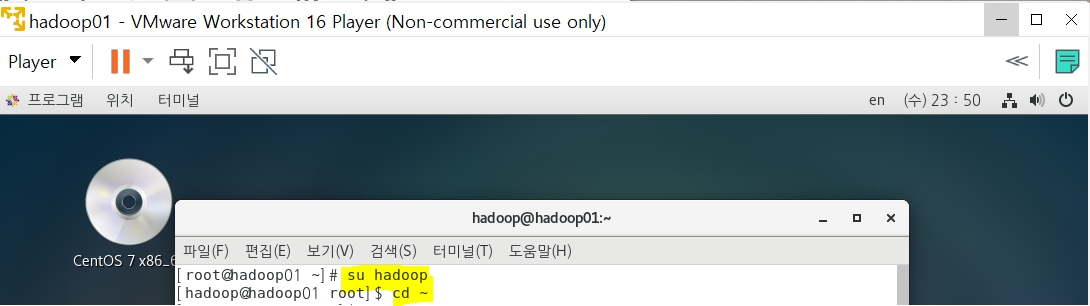 hadoop01 - VMware Workstation 16 Player (Non-commercial use only)
Player
프로그램 위치 터미널 en (수) 23 : 50
CentOS 7 x86_6
hadoop@hadoop01:~
파일(F) 편집(E) 보기(V) 검색(S) 터미널(T) 도움말(H)
[root@hadoop01 ~]# su hadoop
[hadoop@hadoop01 root]$ cd ~